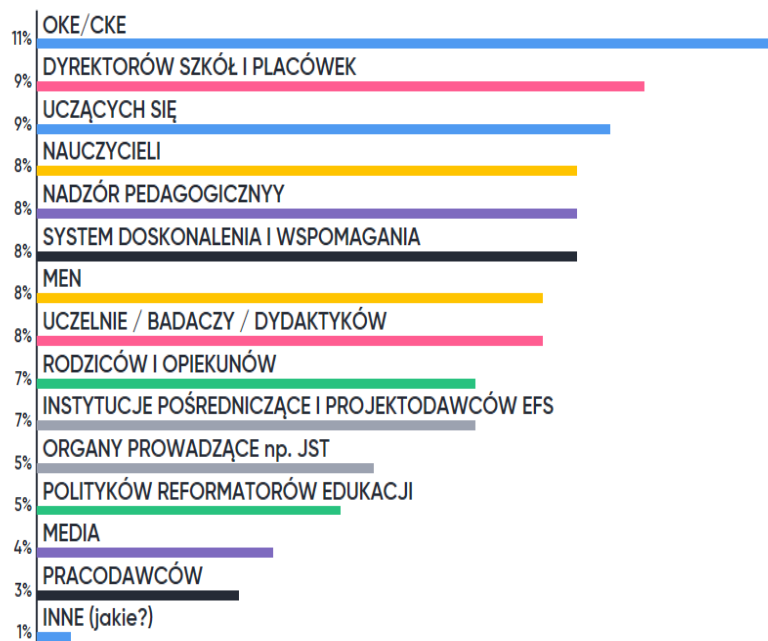 OKE/CKE
11%
DYREKTORÓW SZKÓŁ I PLACÓWEK
9%
UCZĄCYCH SIĘ
9%
NAUCZYCIELI
8%
NADZÓR PEDAGOGICZNYY
8%
SYSTEM DOSKONALENIA I WSPOMAGANIA
8%
MEN
8%
UCZELNIE / BADACZY / DYDAKTYKÓW
8%
RODZICÓW I OPIEKUNÓW
7%
INSTYTUCJE POŚREDNICZĄCE I PROJEKTODAWCÓW EFS
7%
ORGANY PROWADZĄCE np. JST
5%
POLITYKÓW REFORMATORÓW EDUKACJI
5%
MEDIA
4%
PRACODAWCÓW
3%
INNE (jakie?)
1%